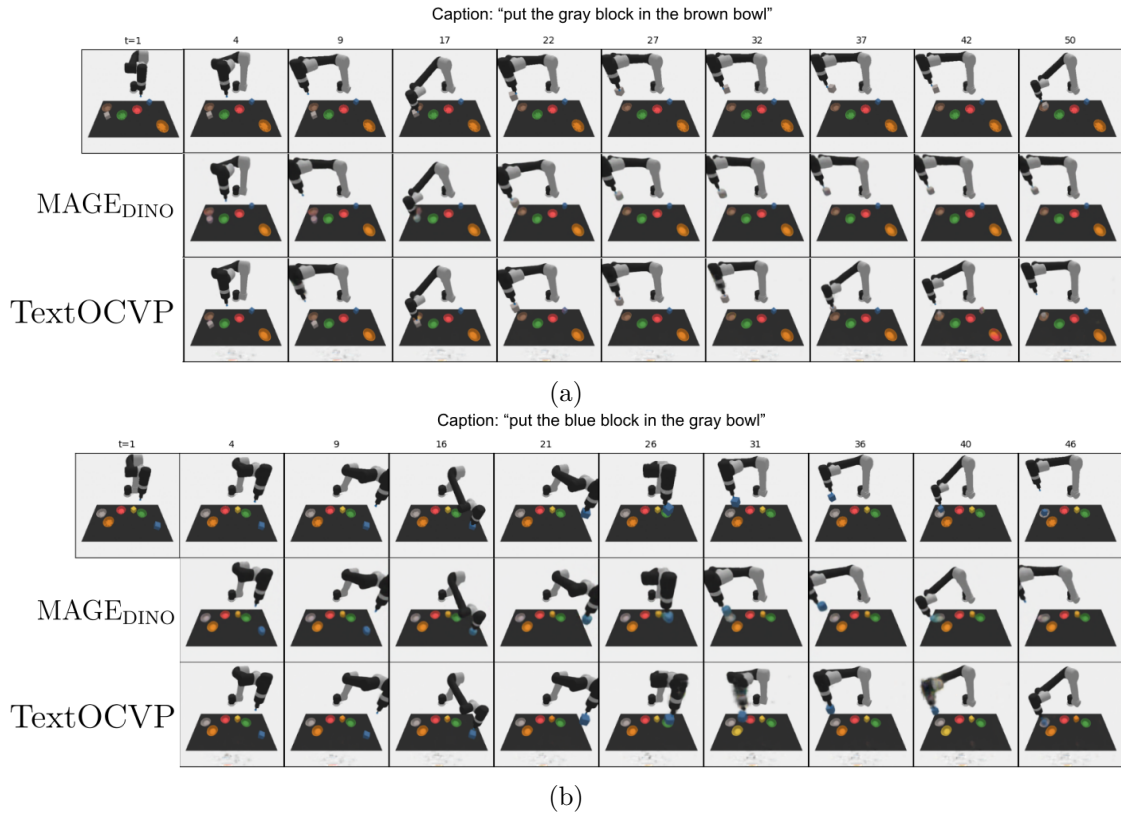 Caption: “put the gray block in the brown bowl”
t=1 4 9 17 22 27 32 37 42 50
MAGE_DINO
TextOCVP
(a)
Caption: “put the blue block in the gray bowl”
t=1 4 9 16 21 26 31 36 40 46
MAGE_DINO
TextOCVP
(b)